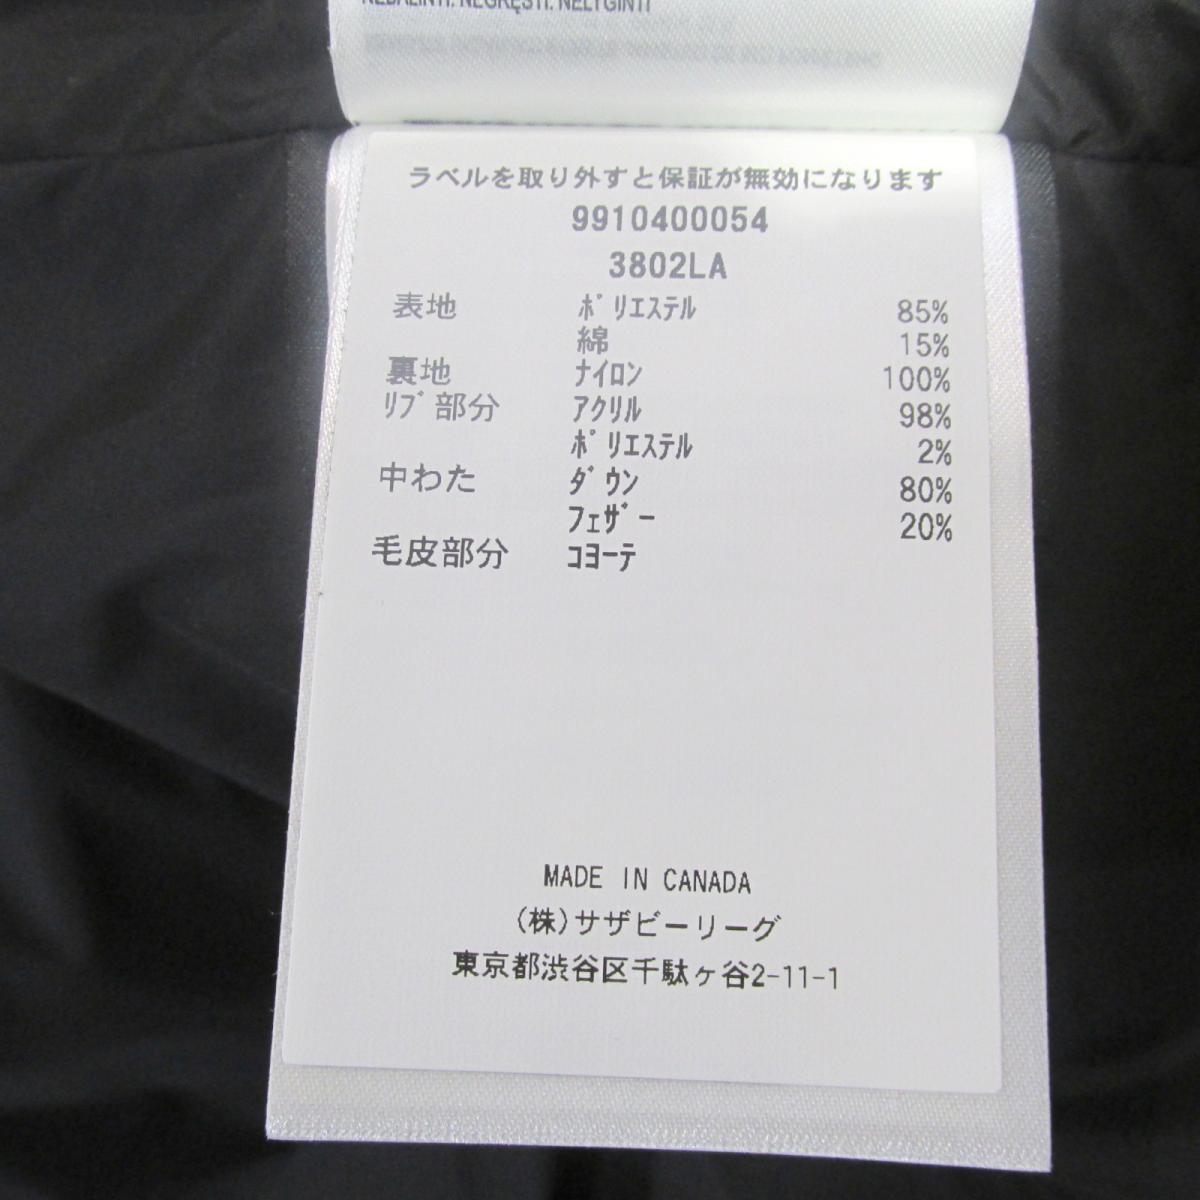 NEBALINTI. NEGRĘSTI. NELYGINTI
ラベルを取り外すと保証が無効になります
9910400054
3802LA
表地 ﾎﾟﾘｴｽﾃﾙ 85%
綿 15%
裏地 ﾅｲﾛﾝ 100%
ﾘﾌﾞ部分 ｱｸﾘﾙ 98%
ﾎﾟﾘｴｽﾃﾙ 2%
中わた ﾀﾞｳﾝ 80%
ﾌｪｻﾞｰ 20%
毛皮部分 ｺﾖｰﾃ
MADE IN CANADA
(株)サザビーリーグ
東京都渋谷区千駄ヶ谷2-11-1